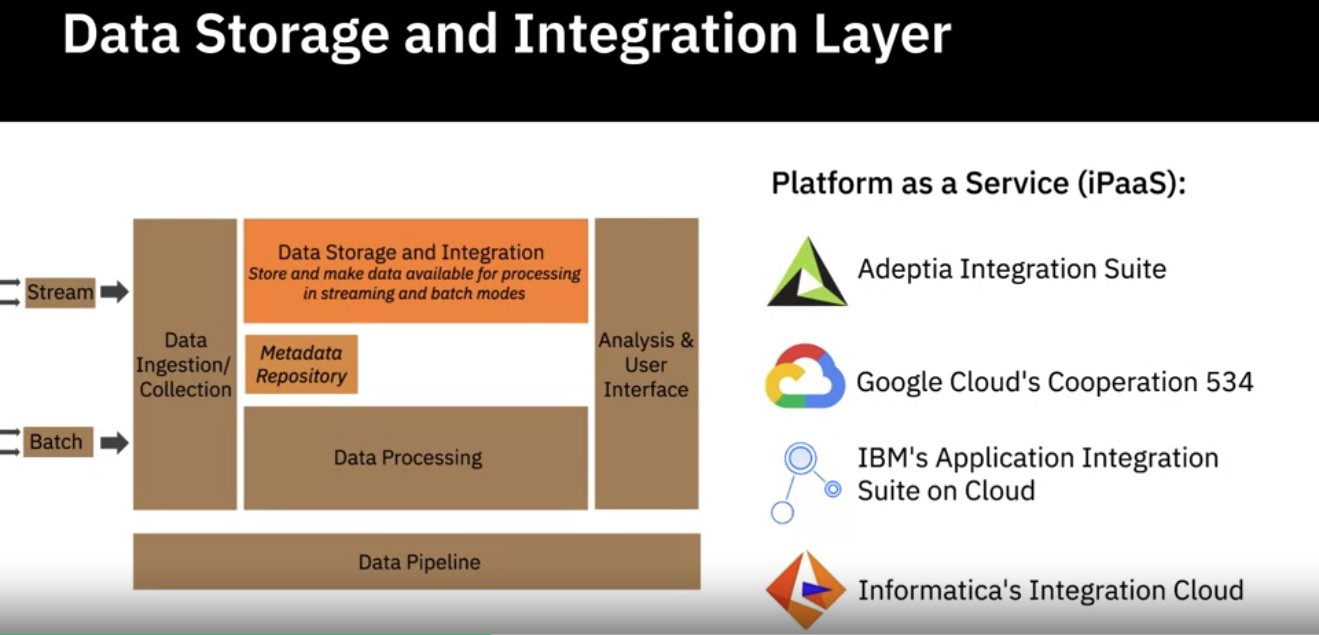 Data Storage and Integration Layer
Stream
Batch
Data
Ingestion/
Collection
Data Storage and Integration
Store and make data available for processing
in streaming and batch modes
Metadata
Repository
Data Processing
Analysis &
User
Interface
Data Pipeline
Platform as a Service (iPaaS):
Adeptia Integration Suite
Google Cloud's Cooperation 534
IBM's Application Integration
Suite on Cloud
Informatica's Integration Cloud